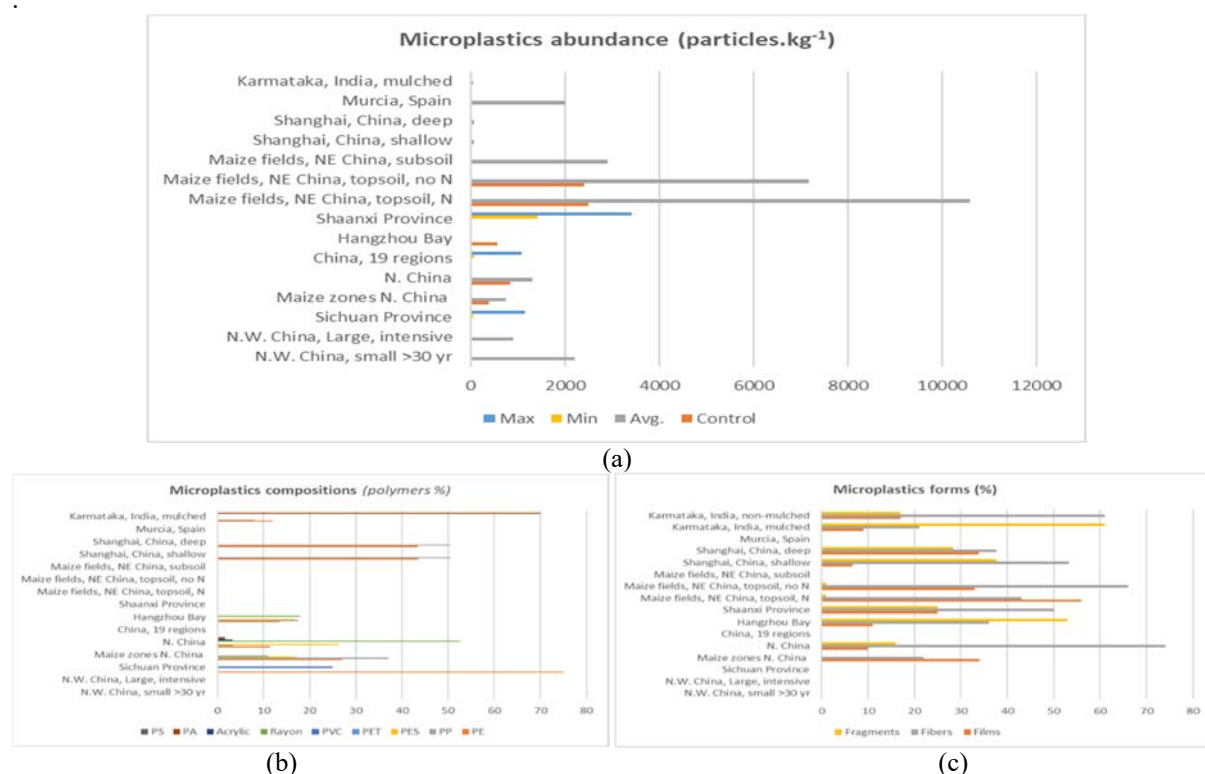 .
Microplastics abundance (particles.kg⁻¹)
Karmataka, India, mulched
Murcia, Spain
Shanghai, China, deep
Shanghai, China, shallow
Maize fields, NE China, subsoil
Maize fields, NE China, topsoil, no N
Maize fields, NE China, topsoil, N
Shaanxi Province
Hangzhou Bay
China, 19 regions
N. China
Maize zones N. China
Sichuan Province
N.W. China, Large, intensive
N.W. China, small >30 yr
0 2000 4000 6000 8000 10000 12000
Max Min Avg. Control
(a)
Microplastics compositions (polymers %)
Karmataka, India, mulched
Murcia, Spain
Shanghai, China, deep
Shanghai, China, shallow
Maize fields, NE China, subsoil
Maize fields, NE China, topsoil, no N
Maize fields, NE China, topsoil, N
Shaanxi Province
Hangzhou Bay
China, 19 regions
N. China
Maize zones N. China
Sichuan Province
N.W. China, Large, intensive
N.W. China, small >30 yr
0 10 20 30 40 50 60 70 80
PS PA Acrylic Rayon PVC PET PES PP PE
(b)
Microplastics forms (%)
Karmataka, India, non-mulched
Karmataka, India, mulched
Murcia, Spain
Shanghai, China, deep
Shanghai, China, shallow
Maize fields, NE China, subsoil
Maize fields, NE China, topsoil, no N
Maize fields, NE China, topsoil, N
Shaanxi Province
Hangzhou Bay
China, 19 regions
N. China
Maize zones N. China
Sichuan Province
N.W. China, Large, intensive
N.W. China, small >30 yr
0 10 20 30 40 50 60 70 80
Fragments Fibers Films
(c)